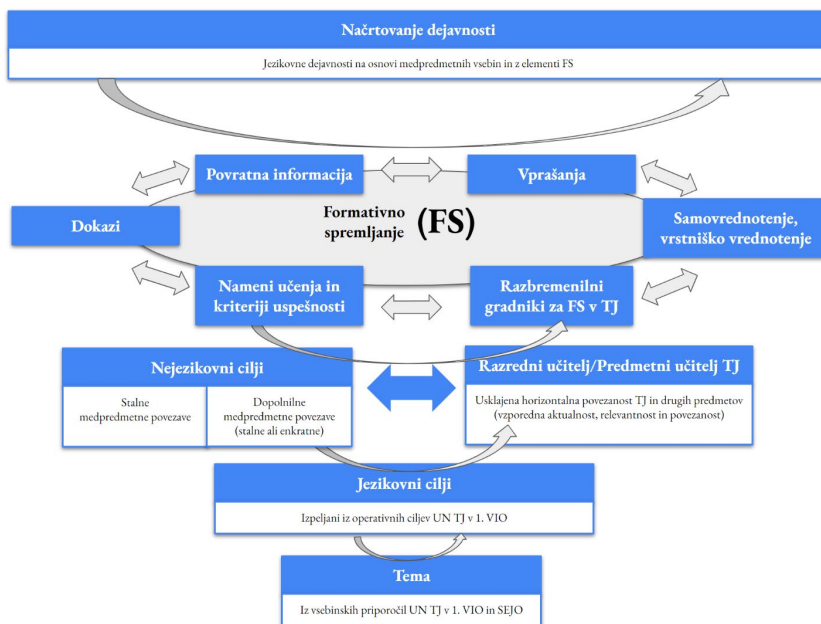 Načrtovanje dejavnosti
Jezikovne dejavnosti na osnovi medpredmetnih vsebin in z elementi FS
Povratna informacija
Vprašanja
Dokazi
Formativno
spremljanje (FS)
Samovrednotenje,
vrstniško vrednotenje
Nameni učenja in
kriteriji uspešnosti
Razbremenilni
gradniki za FS v TJ
Nejezikovni cilji
Stalne
medpredmetne povezave
Dopolnilne
medpredmetne povezave
(stalne ali enkratne)
Razredni učitelj/Predmetni učitelj TJ
Usklajena horizontalna povezanost TJ in drugih predmetov
(vzporedna aktualnost, relevantnost in povezanost)
Jezikovni cilji
Izpeljani iz operativnih ciljev UN TJ v 1. VIO
Tema
Iz vsebinskih priporočil UN TJ v 1. VIO in SEJO